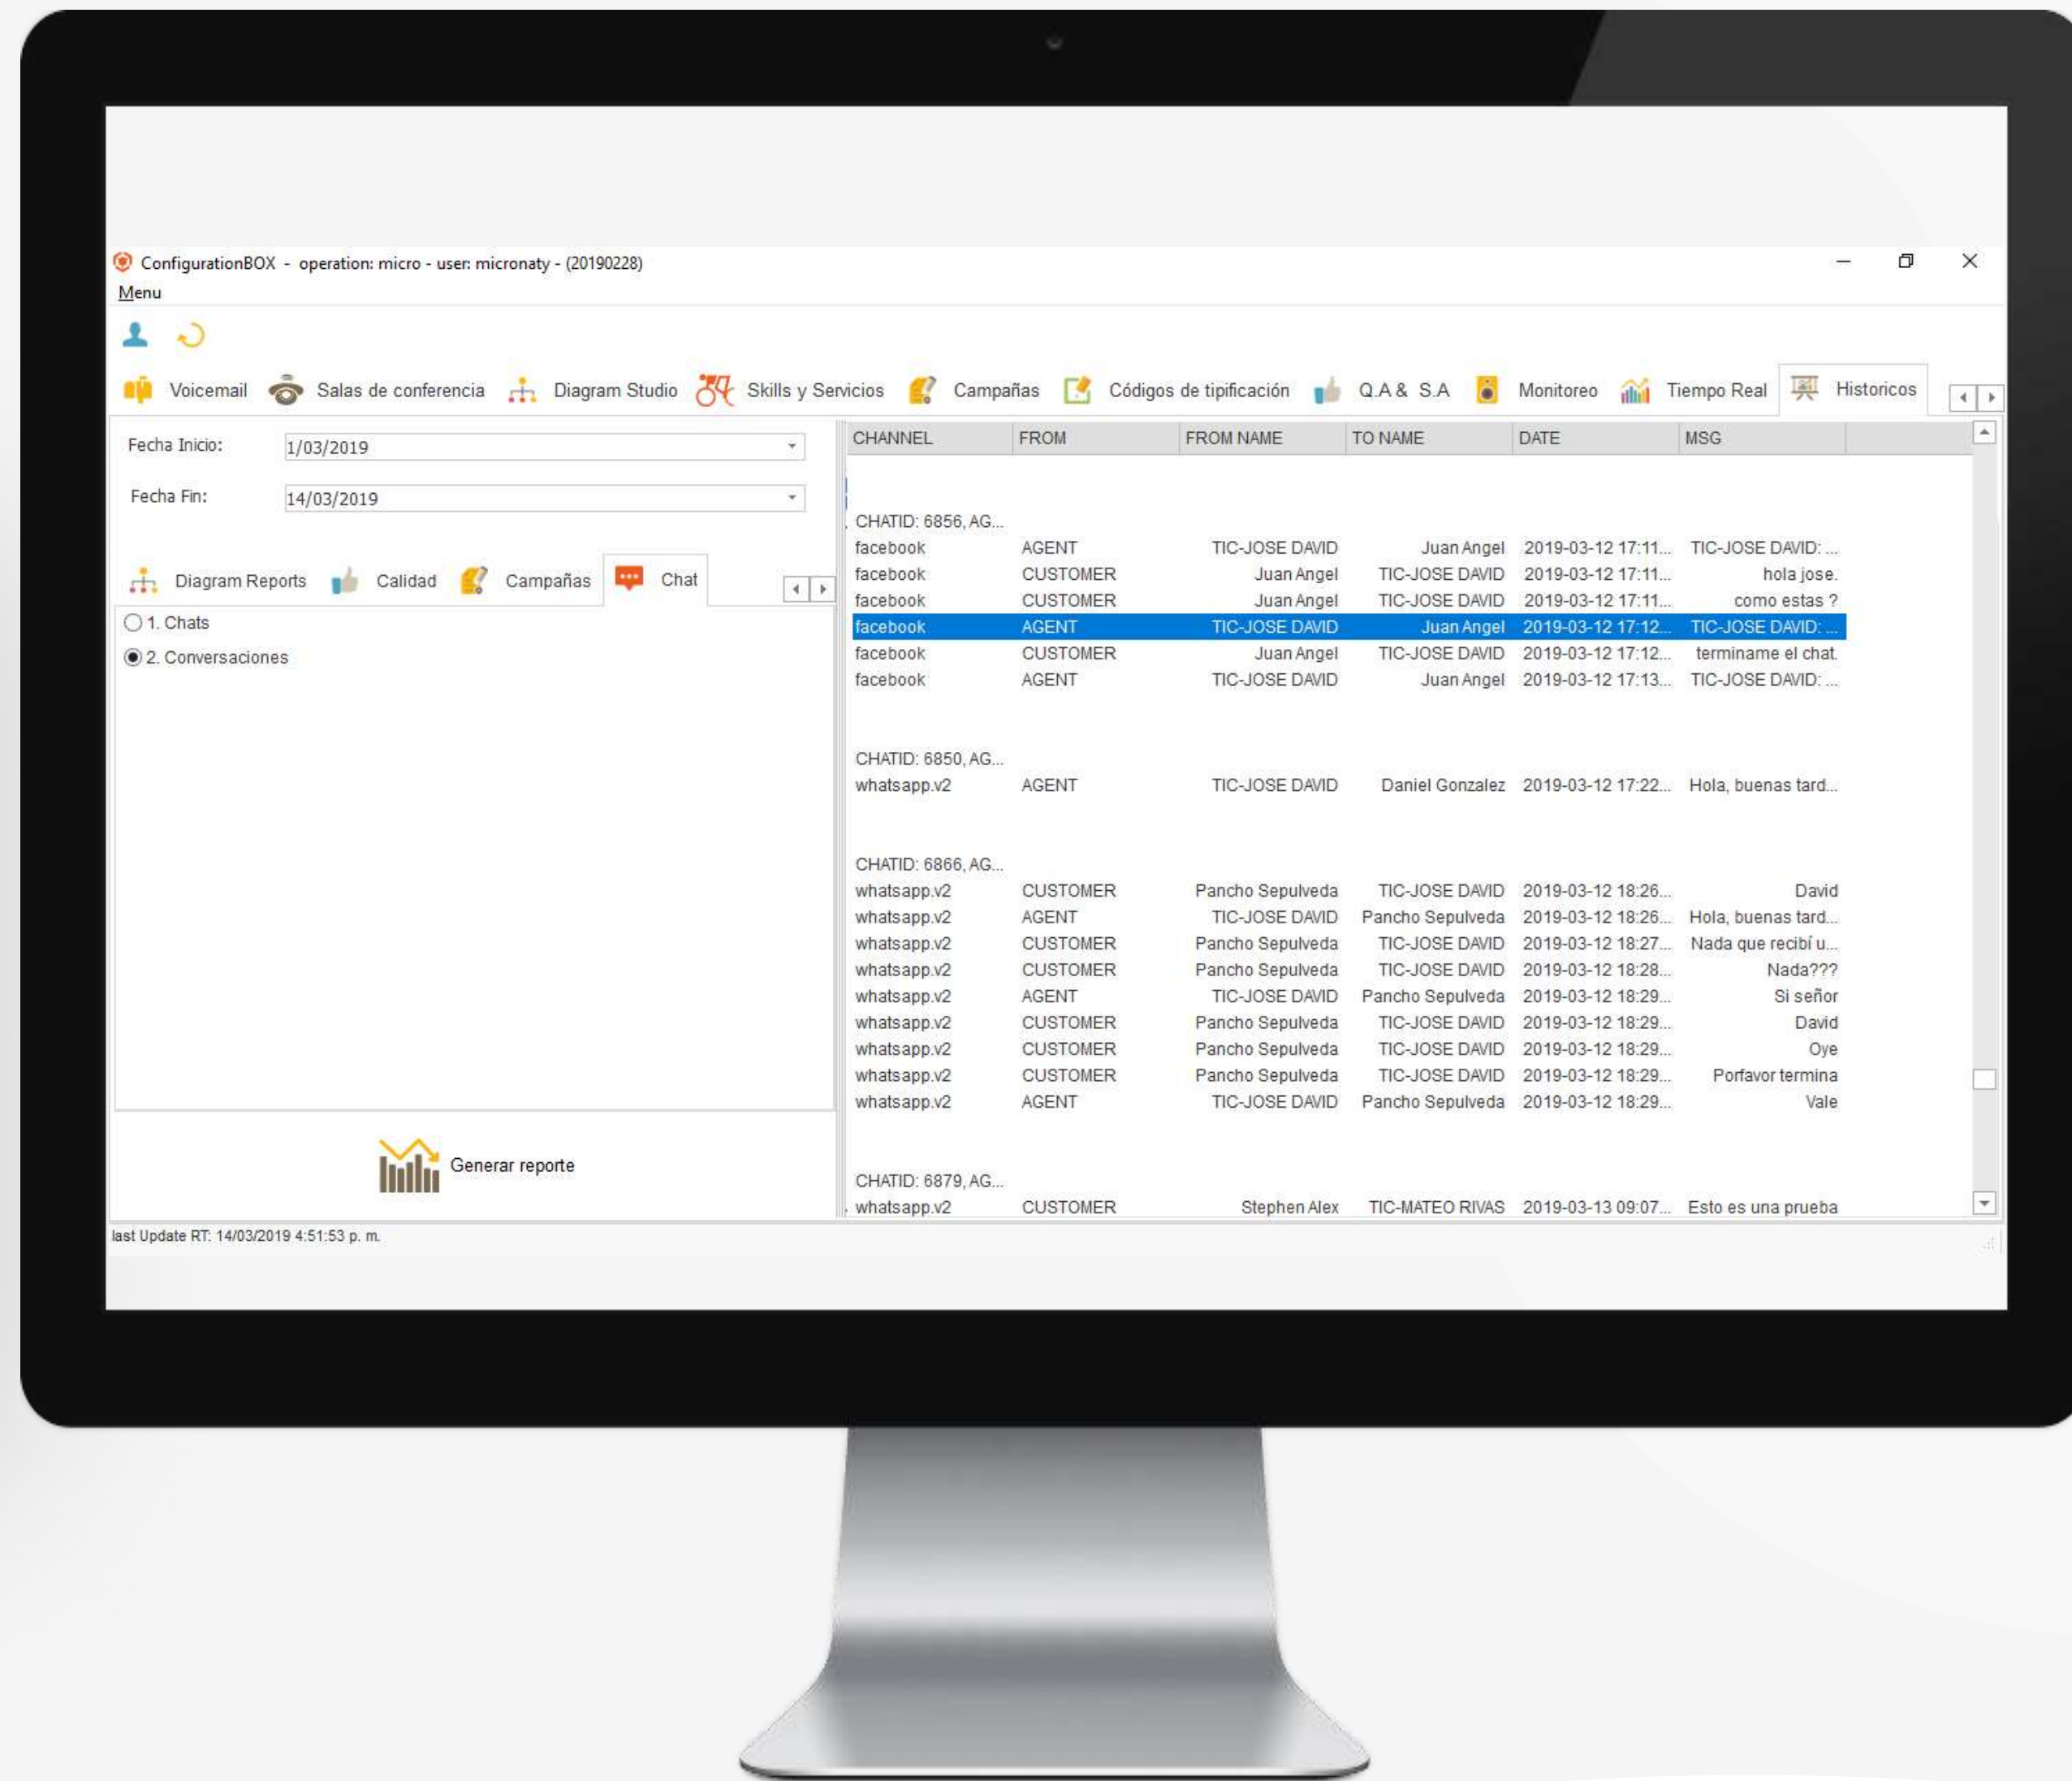 ConfigurationBOX - operation: micro - user: micronaty - (20190228)
Menu
Voicemail Salas de conferencia Diagram Studio Skills y Servicios Campañas Códigos de tipificación Q.A & S.A Monitoreo Tiempo Real Historicos
Fecha Inicio: 1/03/2019
Fecha Fin: 14/03/2019
Diagram Reports Calidad Campañas Chat
1. Chats
2. Conversaciones
Generar reporte
CHANNEL FROM FROM NAME TO NAME DATE MSG
CHATID: 6856, AG...
facebook AGENT TIC-JOSE DAVID Juan Angel 2019-03-12 17:11... TIC-JOSE DAVID: ...
facebook CUSTOMER Juan Angel TIC-JOSE DAVID 2019-03-12 17:11... hola jose.
facebook CUSTOMER Juan Angel TIC-JOSE DAVID 2019-03-12 17:11... como estas ?
facebook AGENT TIC-JOSE DAVID Juan Angel 2019-03-12 17:12... TIC-JOSE DAVID: ...
facebook CUSTOMER Juan Angel TIC-JOSE DAVID 2019-03-12 17:12... terminame el chat.
facebook AGENT TIC-JOSE DAVID Juan Angel 2019-03-12 17:13... TIC-JOSE DAVID: ...
CHATID: 6850, AG...
whatsapp.v2 AGENT TIC-JOSE DAVID Daniel Gonzalez 2019-03-12 17:22... Hola, buenas tard...
CHATID: 6866, AG...
whatsapp.v2 CUSTOMER Pancho Sepulveda TIC-JOSE DAVID 2019-03-12 18:26... David
whatsapp.v2 AGENT TIC-JOSE DAVID Pancho Sepulveda 2019-03-12 18:26... Hola, buenas tard...
whatsapp.v2 CUSTOMER Pancho Sepulveda TIC-JOSE DAVID 2019-03-12 18:27... Nada que recibí u...
whatsapp.v2 CUSTOMER Pancho Sepulveda TIC-JOSE DAVID 2019-03-12 18:28... Nada???
whatsapp.v2 AGENT TIC-JOSE DAVID Pancho Sepulveda 2019-03-12 18:29... Si señor
whatsapp.v2 CUSTOMER Pancho Sepulveda TIC-JOSE DAVID 2019-03-12 18:29... David
whatsapp.v2 CUSTOMER Pancho Sepulveda TIC-JOSE DAVID 2019-03-12 18:29... Oye
whatsapp.v2 CUSTOMER Pancho Sepulveda TIC-JOSE DAVID 2019-03-12 18:29... Porfavor termina
whatsapp.v2 AGENT TIC-JOSE DAVID Pancho Sepulveda 2019-03-12 18:29... Vale
CHATID: 6879, AG...
whatsapp.v2 CUSTOMER Stephen Alex TIC-MATEO RIVAS 2019-03-13 09:07... Esto es una prueba
last Update RT: 14/03/2019 4:51:53 p. m.